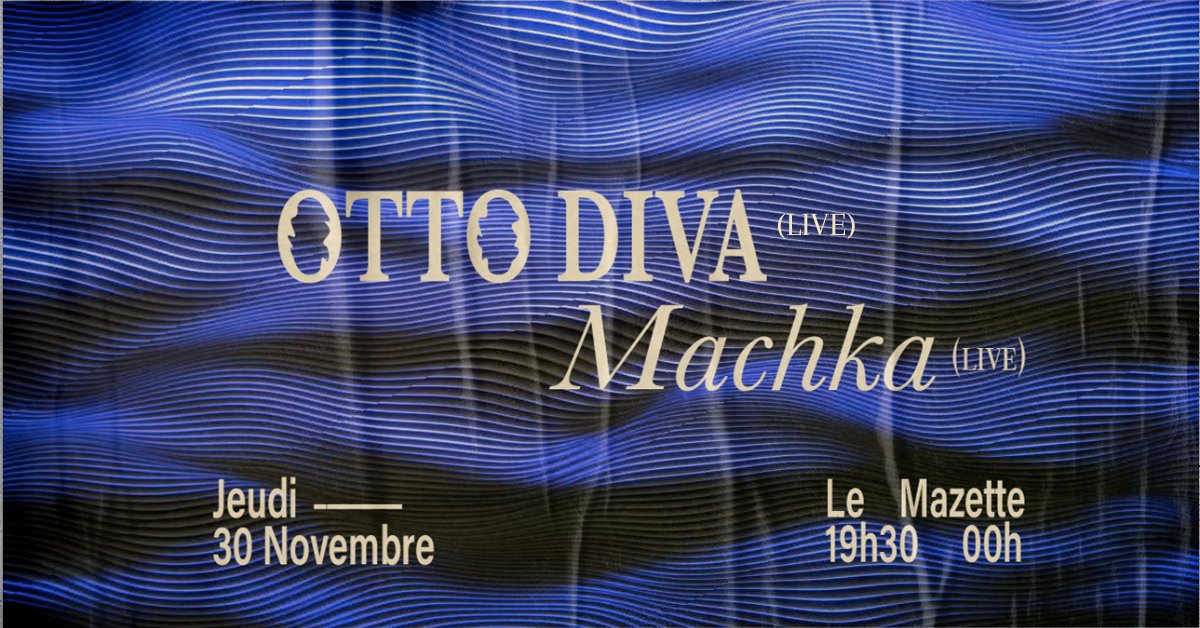 OTTO DIVA (LIVE)
Machka (LIVE)
Jeudi —
30 Novembre
Le Mazette
19h30 00h